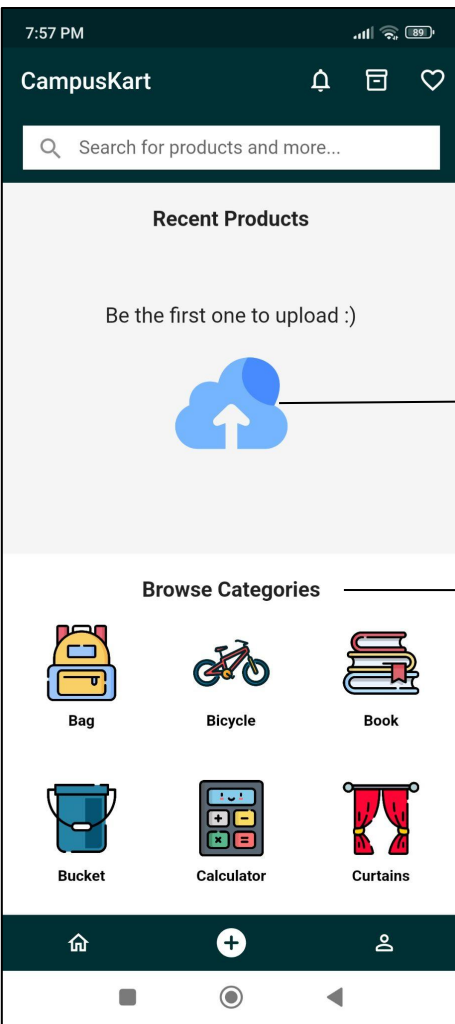 7:57 PM 89
CampusKart
Search for products and more...
Recent Products
Be the first one to upload :)
Browse Categories
Bag Bicycle Book
Bucket Calculator Curtains